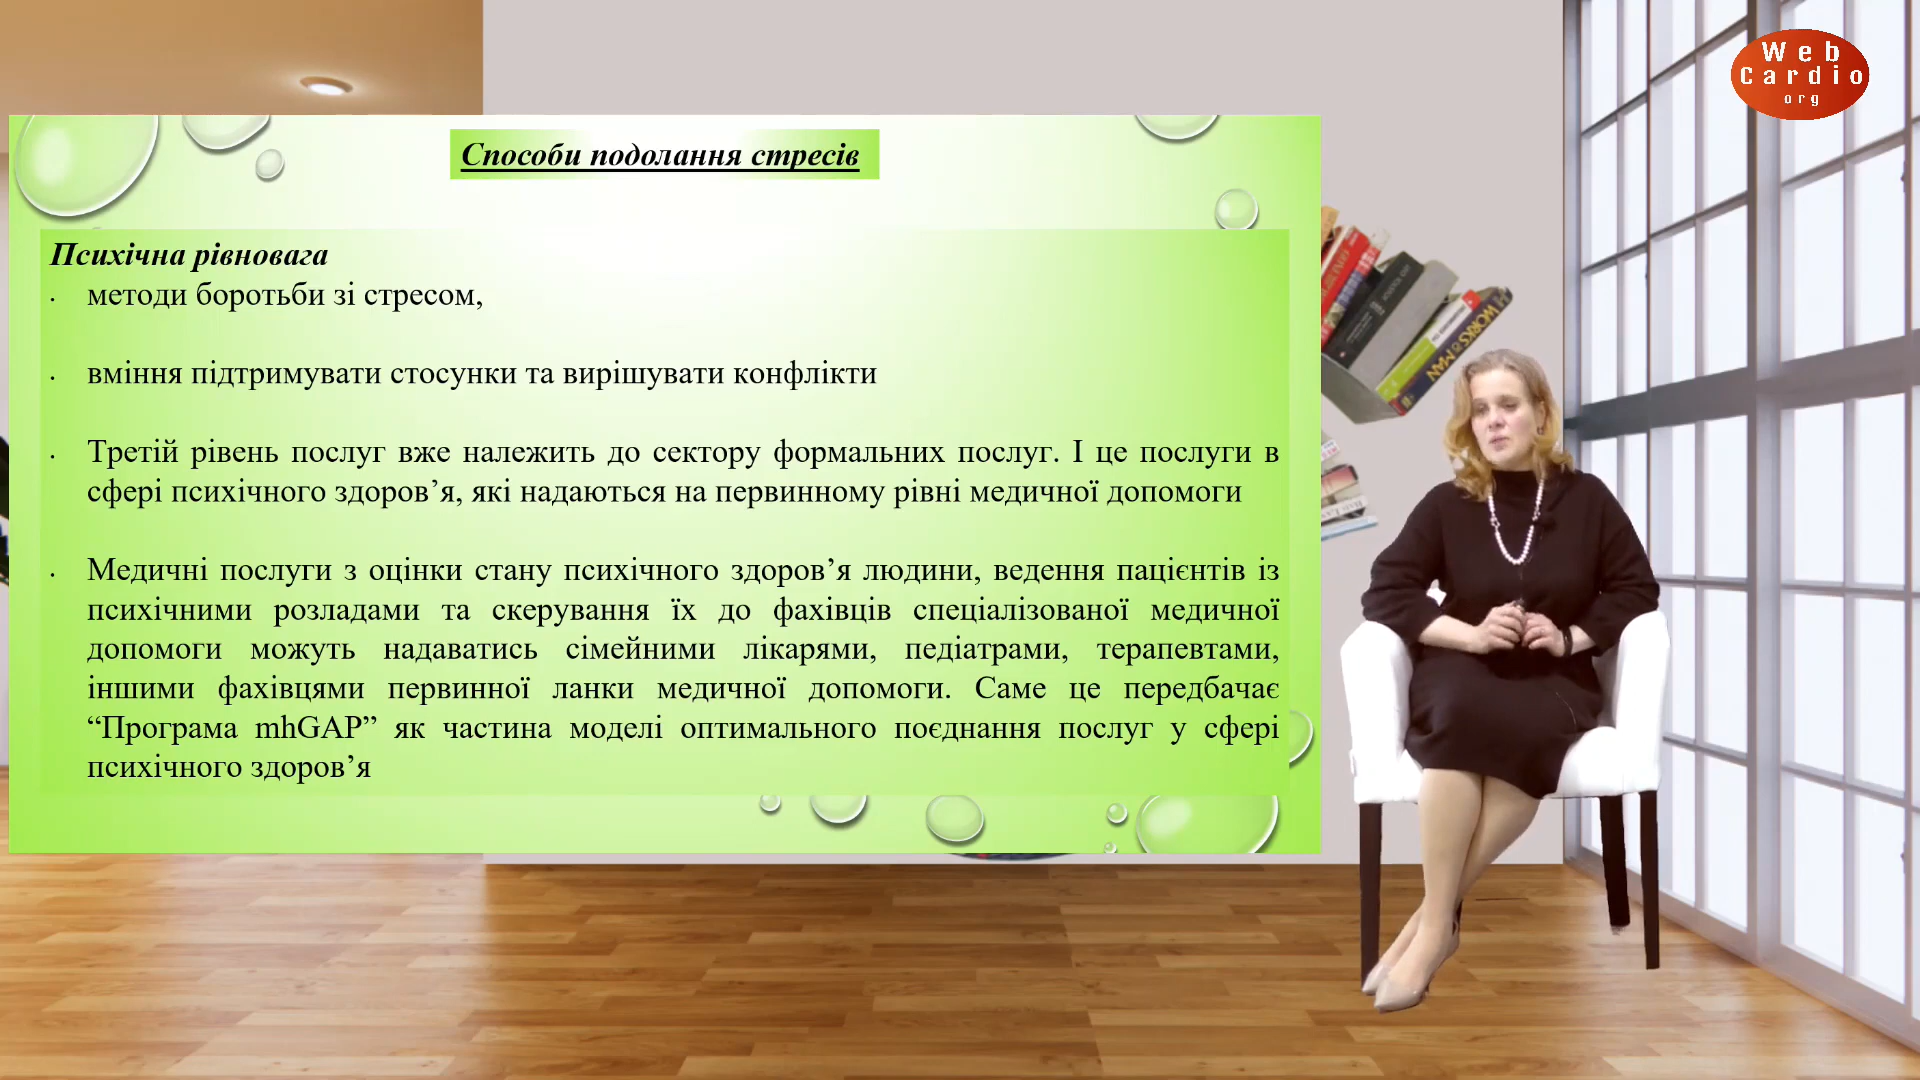 Web
Cardio
org
Способи подолання стресів
Психічна рівновага
· методи боротьби зі стресом,
· вміння підтримувати стосунки та вирішувати конфлікти
· Третій рівень послуг вже належить до сектору формальних послуг. І це послуги в
сфері психічного здоров’я, які надаються на первинному рівні медичної допомоги
· Медичні послуги з оцінки стану психічного здоров’я людини, ведення пацієнтів із
психічними розладами та скерування їх до фахівців спеціалізованої медичної
допомоги можуть надаватись сімейними лікарями, педіатрами, терапевтами,
іншими фахівцями первинної ланки медичної допомоги. Саме це передбачає
“Програма mhGAP” як частина моделі оптимального поєднання послуг у сфері
психічного здоров’я
WORKS OF MAN